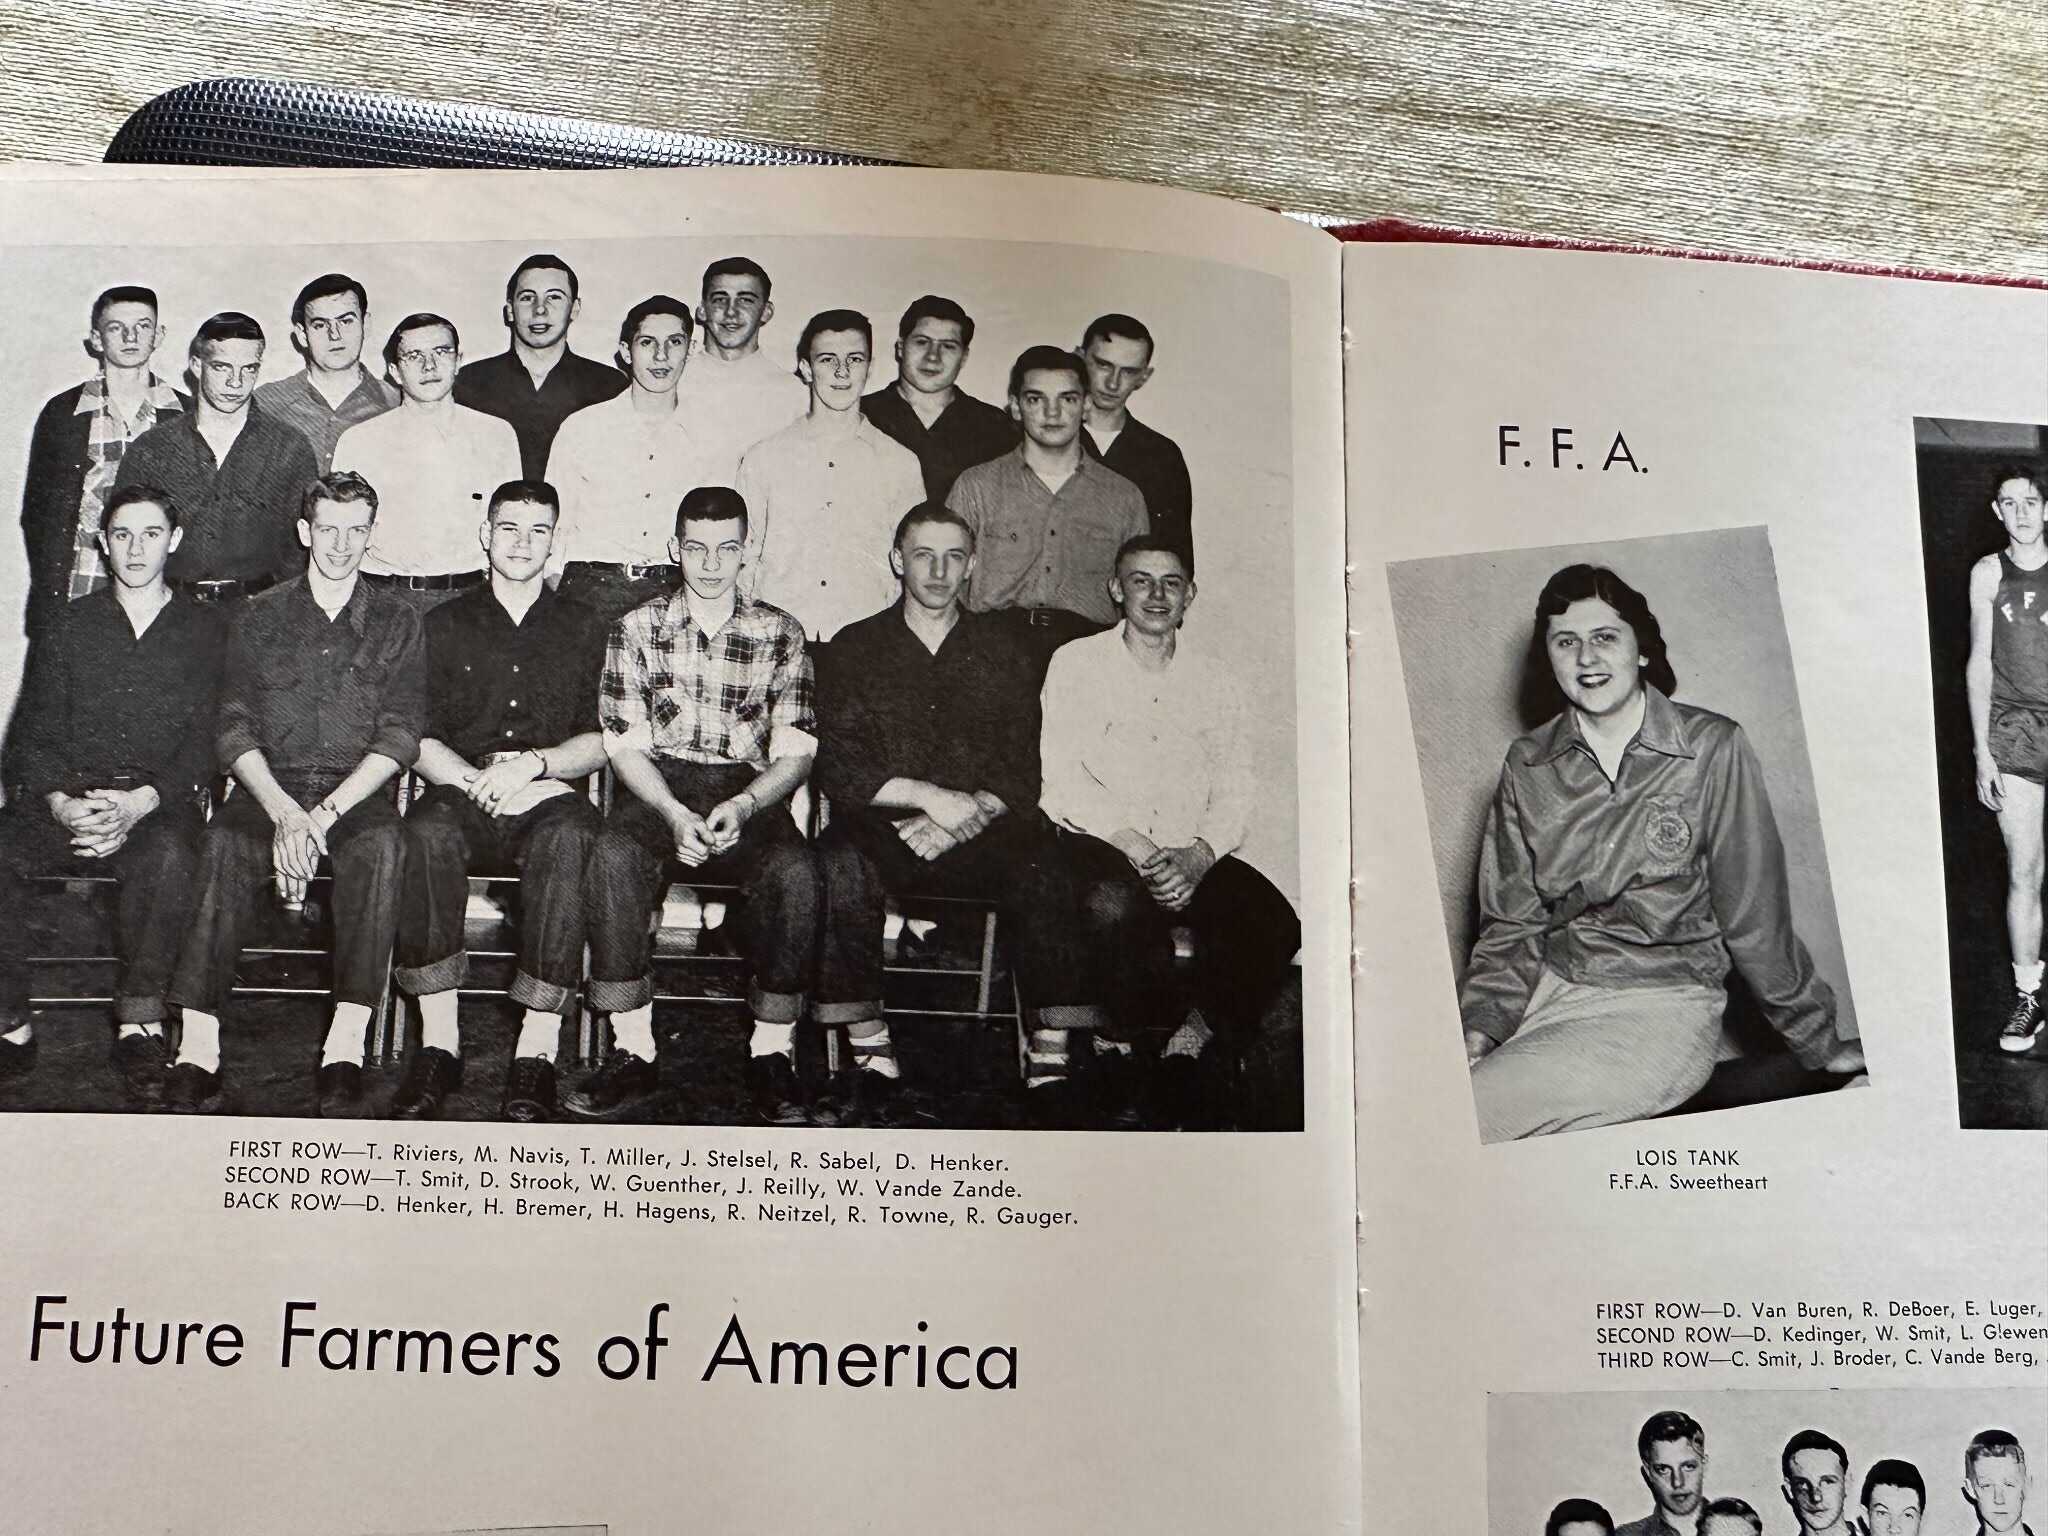 FIRST ROW—T. Riviers, M. Navis, T. Miller, J. Stelsel, R. Sabel, D. Henker.
SECOND ROW—T. Smit, D. Strook, W. Guenther, J. Reilly, W. Vande Zande.
BACK ROW—D. Henker, H. Bremer, H. Hagens, R. Neitzel, R. Towne, R. Gauger.
Future Farmers of America
F. F. A.
F F A
LOIS TANK
F.F.A. Sweetheart
FIRST ROW—D. Van Buren, R. DeBoer, E. Luger,
SECOND ROW—D. Kedinger, W. Smit, L. Glewen
THIRD ROW—C. Smit, J. Broder, C. Vande Berg,